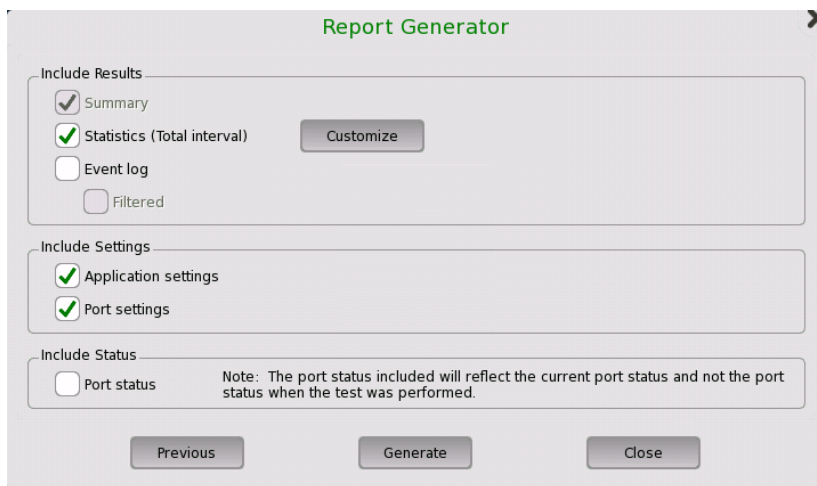 Report Generator
Include Results
Summary
Statistics (Total interval)
Customize
Event log
Filtered
Include Settings
Application settings
Port settings
Include Status
Port status
Note: The port status included will reflect the current port status and not the port
status when the test was performed.
Previous
Generate
Close